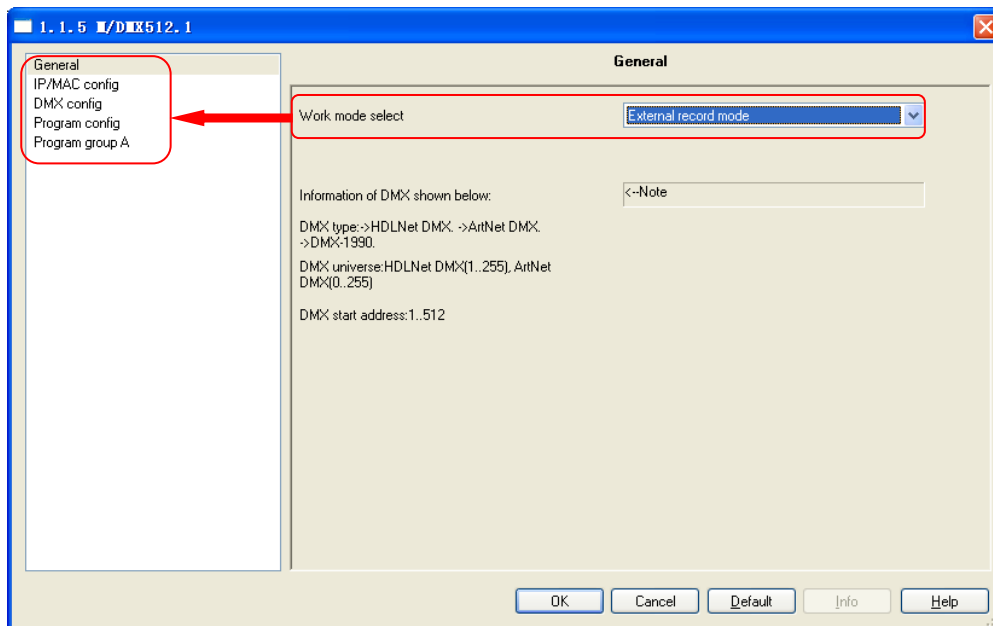 1.1.5 M/DMX512.1
General
IP/MAC config
DMX config
Program config
Program group A
General
Work mode select
External record mode
Information of DMX shown below:
<--Note
DMX type:->HDLNet DMX. ->ArtNet DMX.
->DMX-1990.
DMX universe:HDLNet DMX(1..255), ArtNet
DMX(0..255)
DMX start address:1..512
OK
Cancel
Default
Info
Help